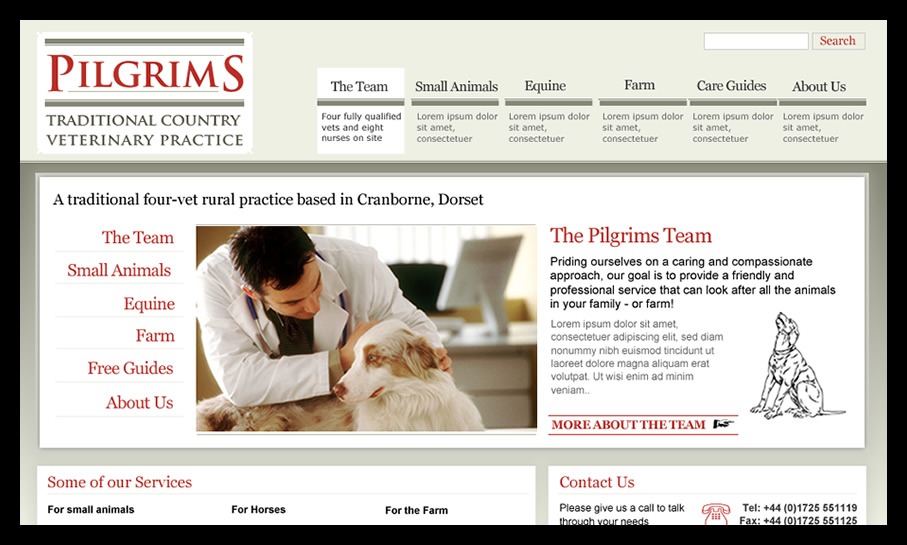 PILGRIMS
TRADITIONAL COUNTRY
VETERINARY PRACTICE
Search
The Team
Four fully qualified
vets and eight
nurses on site
Small Animals
Lorem ipsum dolor
sit amet,
consectetuer
Equine
Lorem ipsum dolor
sit amet,
consectetuer
Farm
Lorem ipsum dolor
sit amet,
consectetuer
Care Guides
Lorem ipsum dolor
sit amet,
consectetuer
About Us
Lorem ipsum dolor
sit amet,
consectetuer
A traditional four-vet rural practice based in Cranborne, Dorset
The Team
Small Animals
Equine
Farm
Free Guides
About Us
The Pilgrims Team
Priding ourselves on a caring and compassionate
approach, our goal is to provide a friendly and
professional service that can look after all the animals
in your family - or farm!
Lorem ipsum dolor sit amet,
consectetuer adipiscing elit, sed diam
nonummy nibh euismod tincidunt ut
laoreet dolore magna aliquam erat
volutpat. Ut wisi enim ad minim
veniam..
MORE ABOUT THE TEAM
Some of our Services
For small animals
For Horses
For the Farm
Contact Us
Please give us a call to talk
through your needs
Tel: +44 (0)1725 551119
Fax: +44 (0)1725 551125